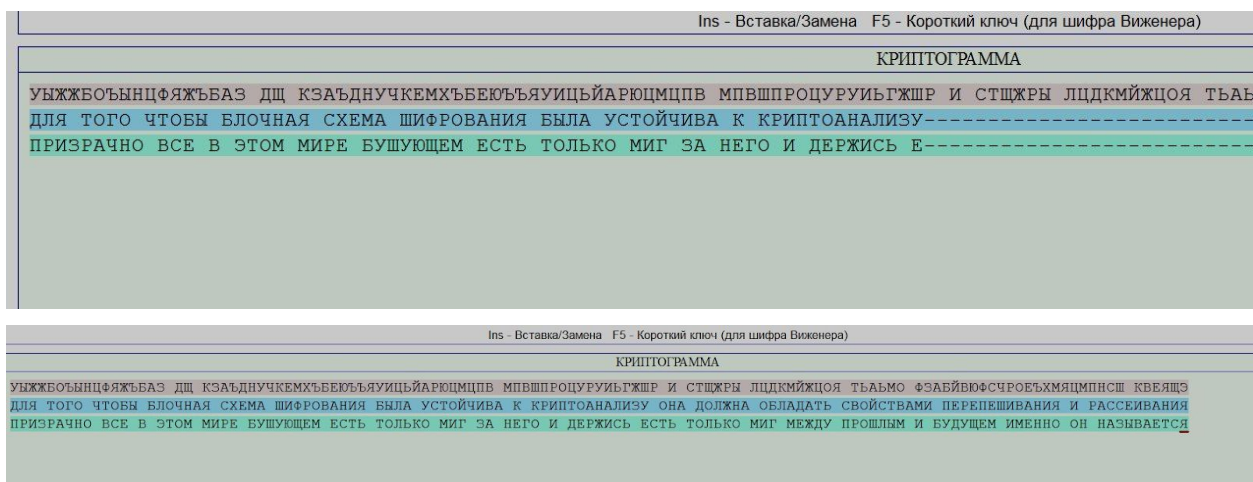 Ins - Вставка/Замена F5 - Короткий ключ (для шифра Виженера)
КРИПТОГРАММА
УЫЖЖБОЪЫНЦФЯЖЪБАЗ ДЩ КЗАЪДНУЧКЕМХЪБЕЮЪЪЯУИЦЬЙАРЮЦМЦПВ МПВШПРОЦУРУИЬГЖШР И СТЩЖРЫ ЛЦДКМЙЖЦОЯ ТЬАЬ
ДЛЯ ТОГО ЧТОБЫ БЛОЧНАЯ СХЕМА ШИФРОВАНИЯ БЫЛА УСТОЙЧИВА К КРИПТОАНАЛИЗУ--------------------------
ПРИЗРАЧНО ВСЕ В ЭТОМ МИРЕ БУШУЮЩЕМ ЕСТЬ ТОЛЬКО МИГ ЗА НЕГО И ДЕРЖИСЬ Е--------------------------
Ins - Вставка/Замена F5 - Короткий ключ (для шифра Виженера)
КРИПТОГРАММА
УЫЖЖБОЪЫНЦФЯЖЪБАЗ ДЩ КЗАЪДНУЧКЕМХЪБЕЮЪЪЯУИЦЬЙАРЮЦМЦПВ МПВШПРОЦУРУИЬГЖШР И СТЩЖРЫ ЛЦДКМЙЖЦОЯ ТЬАЬМО ФЗАБЙВЮФСЧРОЕЪХМЯЦМПНСШ КВЕЯЩЭ
ДЛЯ ТОГО ЧТОБЫ БЛОЧНАЯ СХЕМА ШИФРОВАНИЯ БЫЛА УСТОЙЧИВА К КРИПТОАНАЛИЗУ ОНА ДОЛЖНА ОБЛАДАТЬ СВОЙСТВАМИ ПЕРЕПЕШИВАНИЯ И РАССЕИВАНИЯ
ПРИЗРАЧНО ВСЕ В ЭТОМ МИРЕ БУШУЮЩЕМ ЕСТЬ ТОЛЬКО МИГ ЗА НЕГО И ДЕРЖИСЬ ЕСТЬ ТОЛЬКО МИГ МЕЖДУ ПРОШЛЫМ И БУДУЩЕМ ИМЕННО ОН НАЗЫВАЕТСЯ